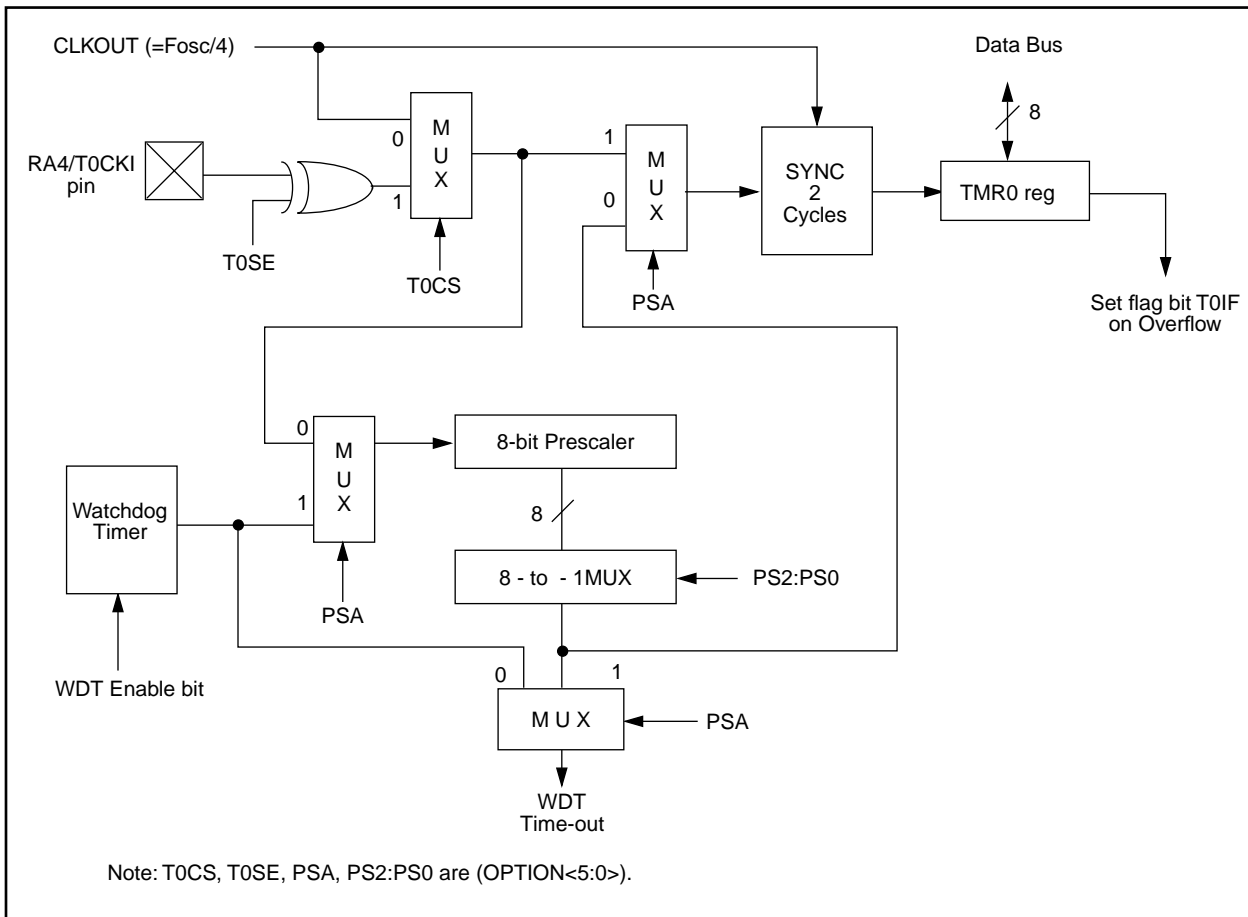 CLKOUT (=Fosc/4)
Data Bus
8
RA4/T0CKI
pin
0
1
M
U
X
T0SE
T0CS
1
0
M
U
X
PSA
SYNC
2
Cycles
TMR0 reg
Set flag bit T0IF
on Overflow
0
1
M
U
X
PSA
8-bit Prescaler
8
Watchdog
Timer
WDT Enable bit
8 - to - 1MUX
PS2:PS0
0
1
M U X
PSA
WDT
Time-out
Note: T0CS, T0SE, PSA, PS2:PS0 are (OPTION<5:0>).